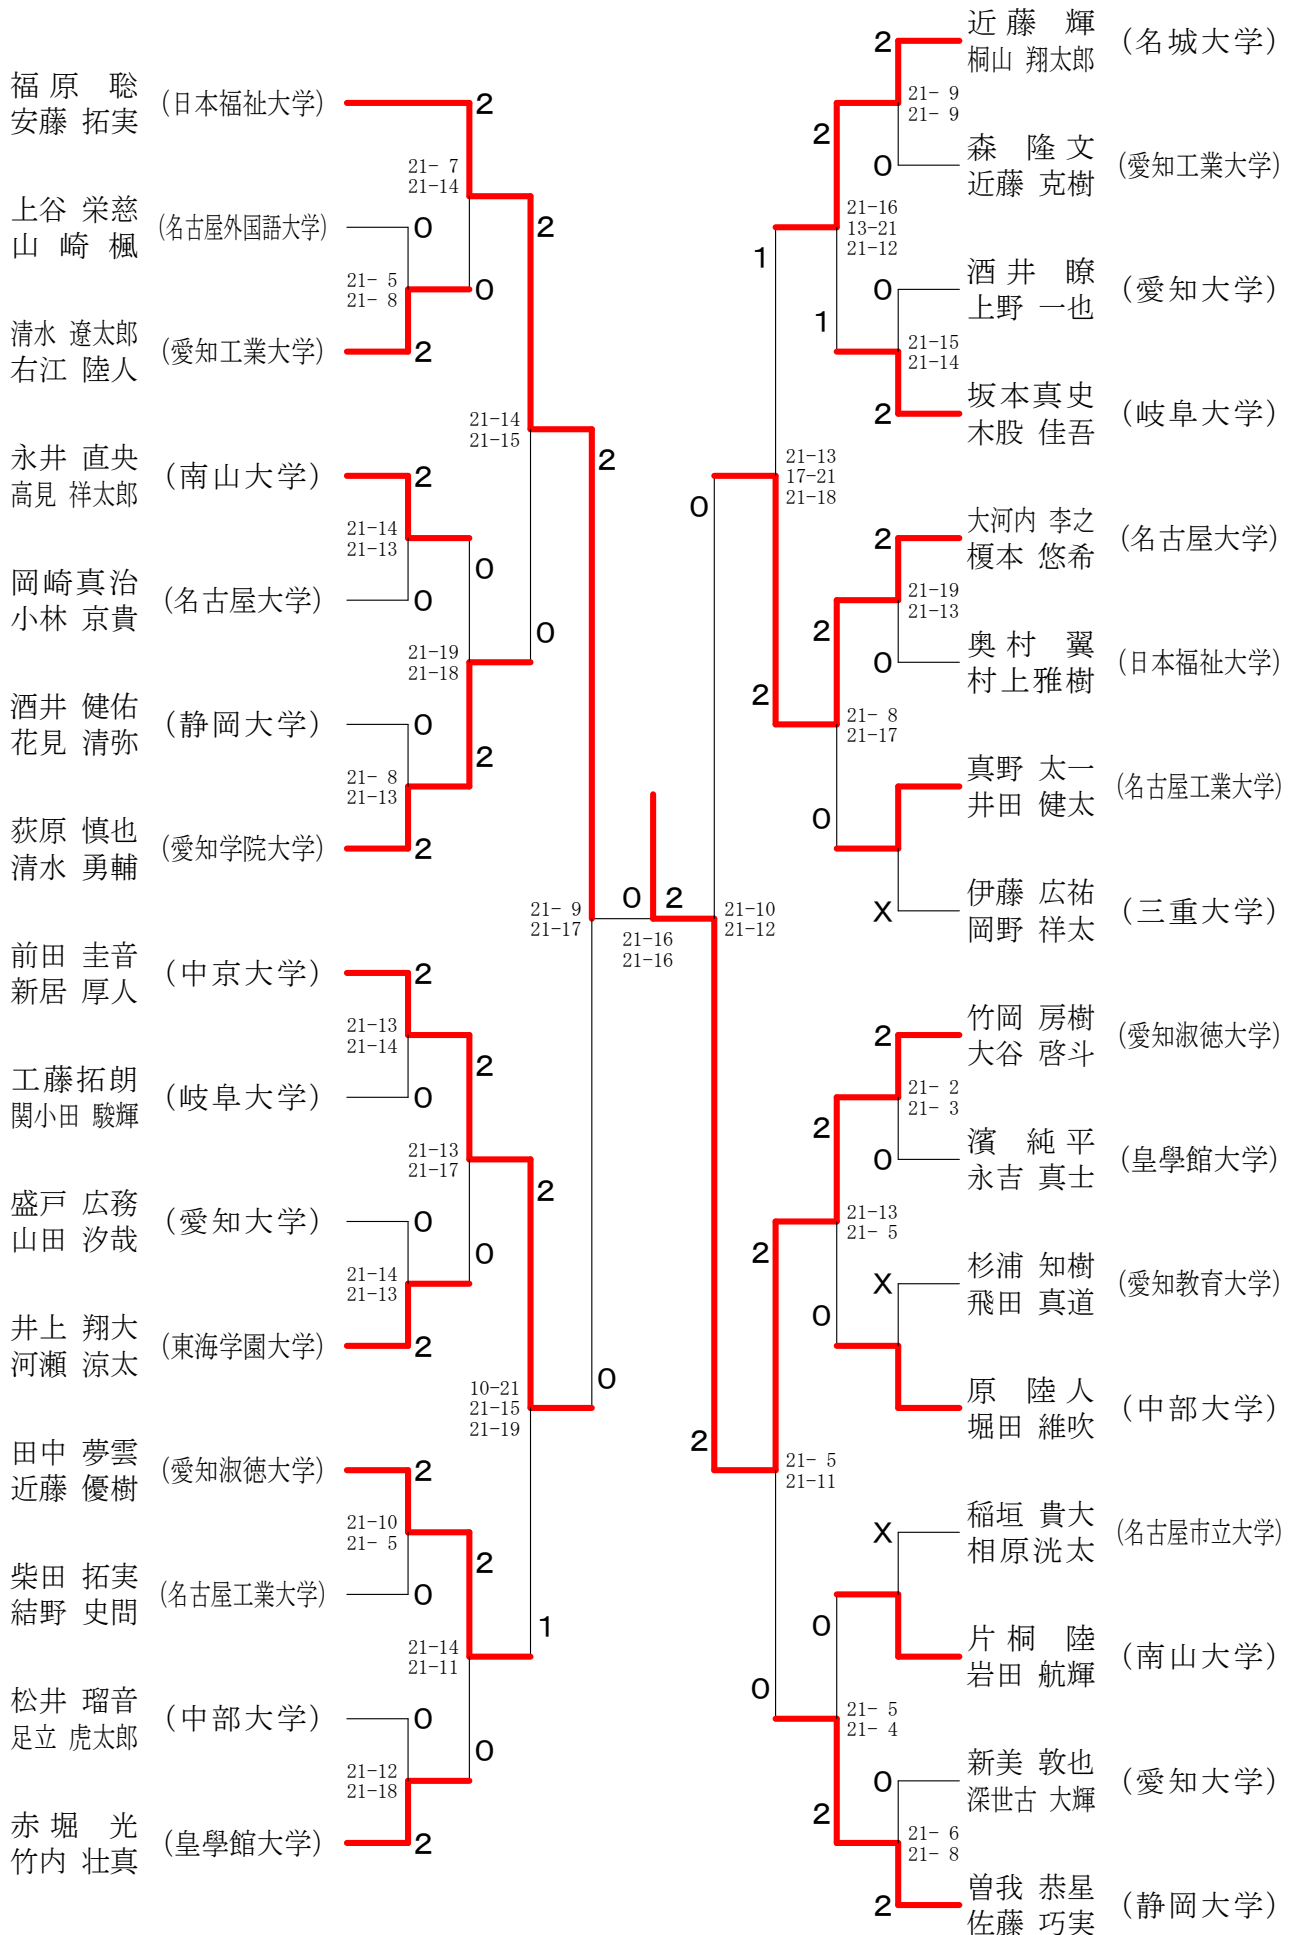 福原 聡
安藤 拓実
(日本福祉大学)
2
21- 7
21-14
上谷 栄慈
山崎 楓
(名古屋外国語大学)
0
2
21- 5
21- 8
0
清水 遼太郎
右江 陸人
(愛知工業大学)
2
21-14
21-15
2
永井 直央
高見 祥太郎
(南山大学)
2
21-14
21-13
0
岡崎真治
小林 京貴
(名古屋大学)
0
0
21-19
21-18
酒井 健佑
花見 清弥
(静岡大学)
0
2
21- 8
21-13
荻原 慎也
清水 勇輔
(愛知学院大学)
2
21- 9
21-17
0
2
21-16
21-16
前田 圭音
新居 厚人
(中京大学)
2
21-13
21-14
2
工藤拓朗
関小田 駿輝
(岐阜大学)
0
21-13
21-17
2
盛戸 広務
山田 汐哉
(愛知大学)
0
0
21-14
21-13
井上 翔大
河瀬 涼太
(東海学園大学)
2
0
10-21
21-15
21-19
田中 夢雲
近藤 優樹
(愛知淑徳大学)
2
21-10
21- 5
2
柴田 拓実
結野 史問
(名古屋工業大学)
0
1
21-14
21-11
松井 瑠音
足立 虎太郎
(中部大学)
0
0
21-12
21-18
赤堀 光
竹内 壮真
(皇學館大学)
2
2
近藤 輝
桐山 翔太郎
(名城大学)
21- 9
21- 9
2
0
森 隆文
近藤 克樹
(愛知工業大学)
21-16
13-21
21-12
1
0
酒井 瞭
上野 一也
(愛知大学)
1
21-15
21-14
2
坂本真史
木股 佳吾
(岐阜大学)
21-13
17-21
21-18
0
2
大河内 李之
榎本 悠希
(名古屋大学)
21-19
21-13
2
0
奥村 翼
村上雅樹
(日本福祉大学)
2
21- 8
21-17
真野 太一
井田 健太
(名古屋工業大学)
0
X
伊藤 広祐
岡野 祥太
(三重大学)
21-10
21-12
2
竹岡 房樹
大谷 啓斗
(愛知淑徳大学)
21- 2
21- 3
2
0
濱 純平
永吉 真士
(皇學館大学)
21-13
21- 5
2
X
杉浦 知樹
飛田 真道
(愛知教育大学)
0
原 陸人
堀田 維吹
(中部大学)
2
21- 5
21-11
X
稲垣 貴大
相原洸太
(名古屋市立大学)
0
片桐 陸
岩田 航輝
(南山大学)
0
21- 5
21- 4
0
新美 敦也
深世古 大輝
(愛知大学)
2
21- 6
21- 8
2
曽我 恭星
佐藤 巧実
(静岡大学)